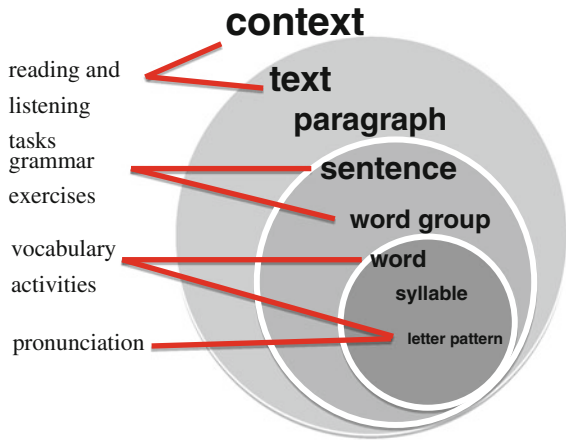 context
reading and
listening
tasks
text
paragraph
grammar
exercises
sentence
word group
vocabulary
activities
word
syllable
pronunciation
letter pattern